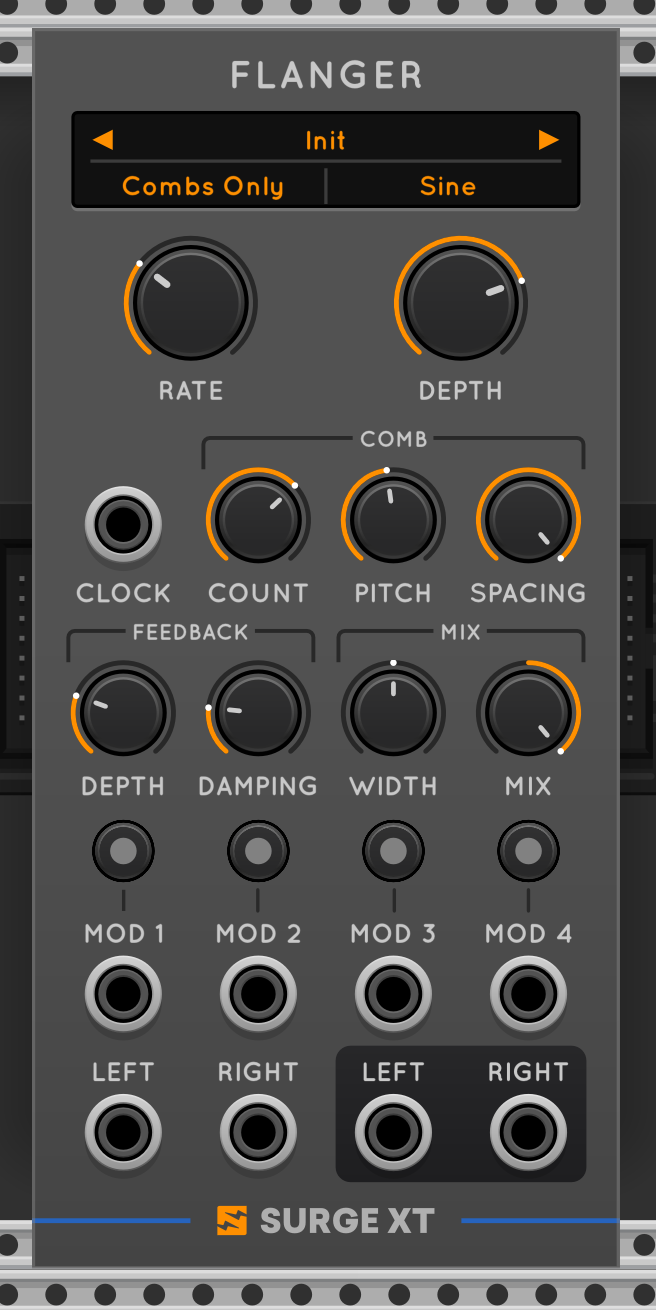 FLANGER
Init
Combs Only Sine
RATE DEPTH
COMB
CLOCK COUNT PITCH SPACING
FEEDBACK MIX
DEPTH DAMPING WIDTH MIX
MOD 1 MOD 2 MOD 3 MOD 4
LEFT RIGHT LEFT RIGHT
SURGE XT